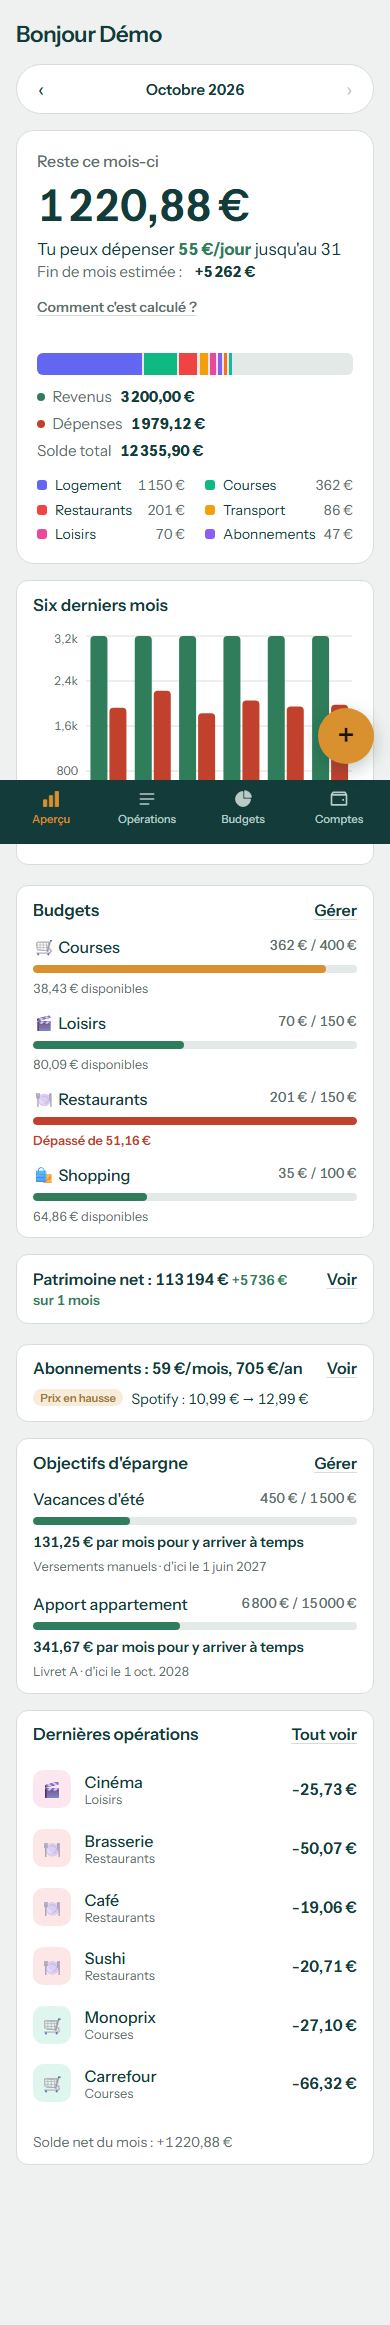 Bonjour Démo
‹ Octobre 2026 ›
Reste ce mois-ci
1 220,88 €
Tu peux dépenser 55 €/jour jusqu'au 31
Fin de mois estimée : +5 262 €
Comment c'est calculé ?
Revenus 3 200,00 €
Dépenses 1 979,12 €
Solde total 12 355,90 €
Logement 1 150 € Courses 362 €
Restaurants 201 € Transport 86 €
Loisirs 70 € Abonnements 47 €
Six derniers mois
3,2k
2,4k
1,6k
+
800
Aperçu Opérations Budgets Comptes
Budgets Gérer
Courses 362 € / 400 €
38,43 € disponibles
Loisirs 70 € / 150 €
80,09 € disponibles
Restaurants 201 € / 150 €
Dépassé de 51,16 €
Shopping 35 € / 100 €
64,86 € disponibles
Patrimoine net : 113 194 € +5 736 € Voir
sur 1 mois
Abonnements : 59 €/mois, 705 €/an Voir
Prix en hausse Spotify : 10,99 € → 12,99 €
Objectifs d'épargne Gérer
Vacances d'été 450 € / 1 500 €
131,25 € par mois pour y arriver à temps
Versements manuels · d'ici le 1 juin 2027
Apport appartement 6 800 € / 15 000 €
341,67 € par mois pour y arriver à temps
Livret A · d'ici le 1 oct. 2028
Dernières opérations Tout voir
Cinéma -25,73 €
Loisirs
Brasserie -50,07 €
Restaurants
Café -19,06 €
Restaurants
Sushi -20,71 €
Restaurants
Monoprix -27,10 €
Courses
Carrefour -66,32 €
Courses
Solde net du mois : +1 220,88 €